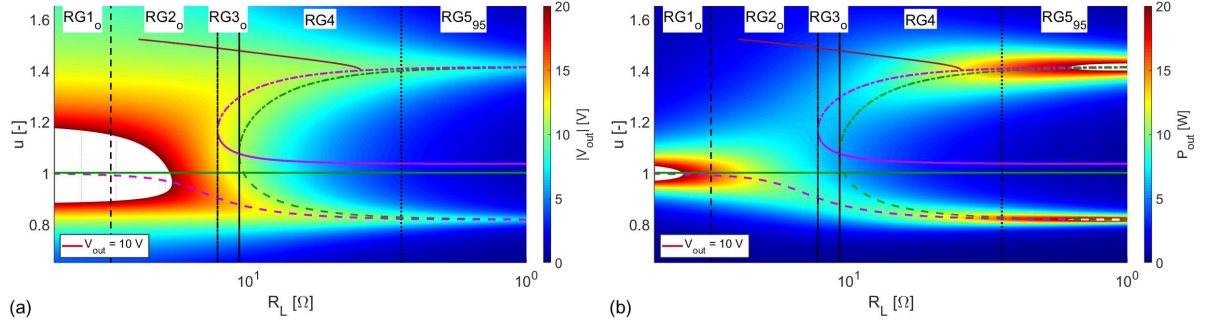 RG1o RG2o RG3o RG4 RG595
1.6
1.4
1.2
1
0.8
u [-]
Vout = 10 V
10¹ 10⁰
RL [Ω]
20
15
10
5
0
|Vout| [V]
(a)
RG1o RG2o RG3o RG4 RG595
1.6
1.4
1.2
1
0.8
u [-]
Vout = 10 V
10¹ 10⁰
RL [Ω]
20
15
10
5
0
Pout [W]
(b)